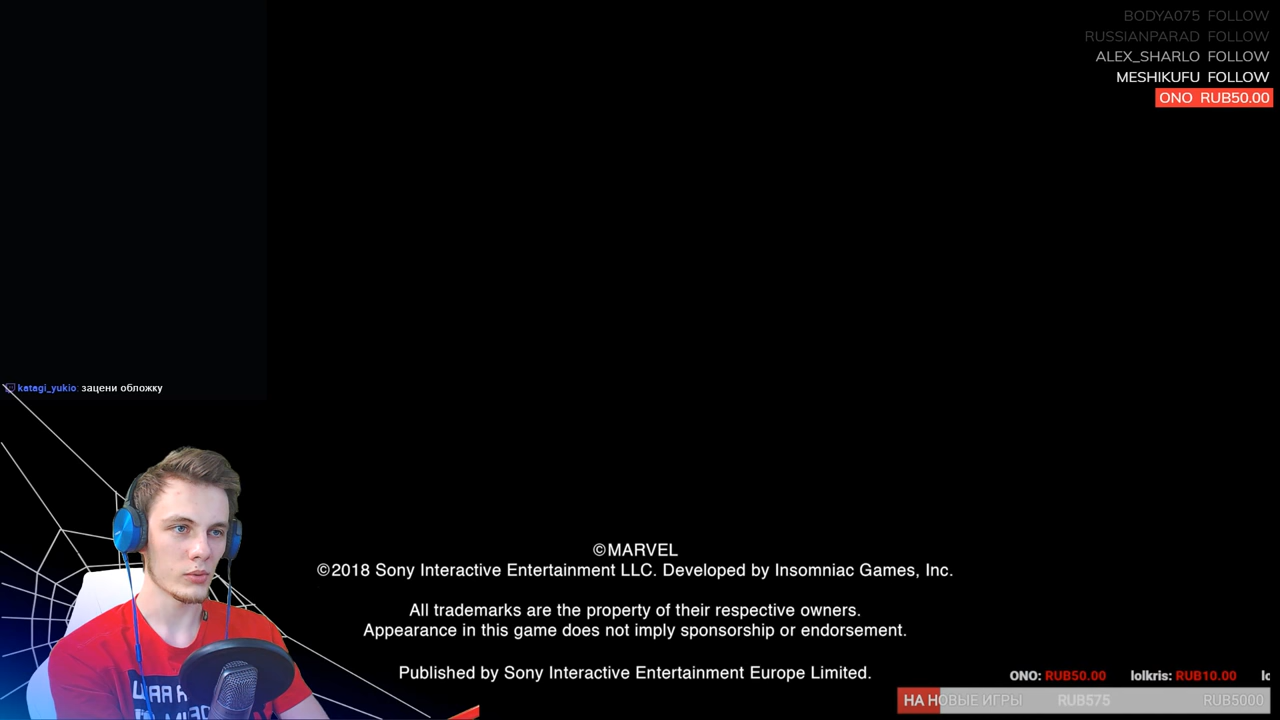 BODYA075 FOLLOW
RUSSIANPARAD FOLLOW
ALEX_SHARLO FOLLOW
MESHIKUFU FOLLOW
ONO RUB50.00
katagi_yukio: зацени обложку
©MARVEL
©2018 Sony Interactive Entertainment LLC. Developed by Insomniac Games, Inc.
All trademarks are the property of their respective owners.
Appearance in this game does not imply sponsorship or endorsement.
Published by Sony Interactive Entertainment Europe Limited.
ONO: RUB50.00 lolkris: RUB10.00
НА НОВЫЕ ИГРЫ RUB575 RUB5000